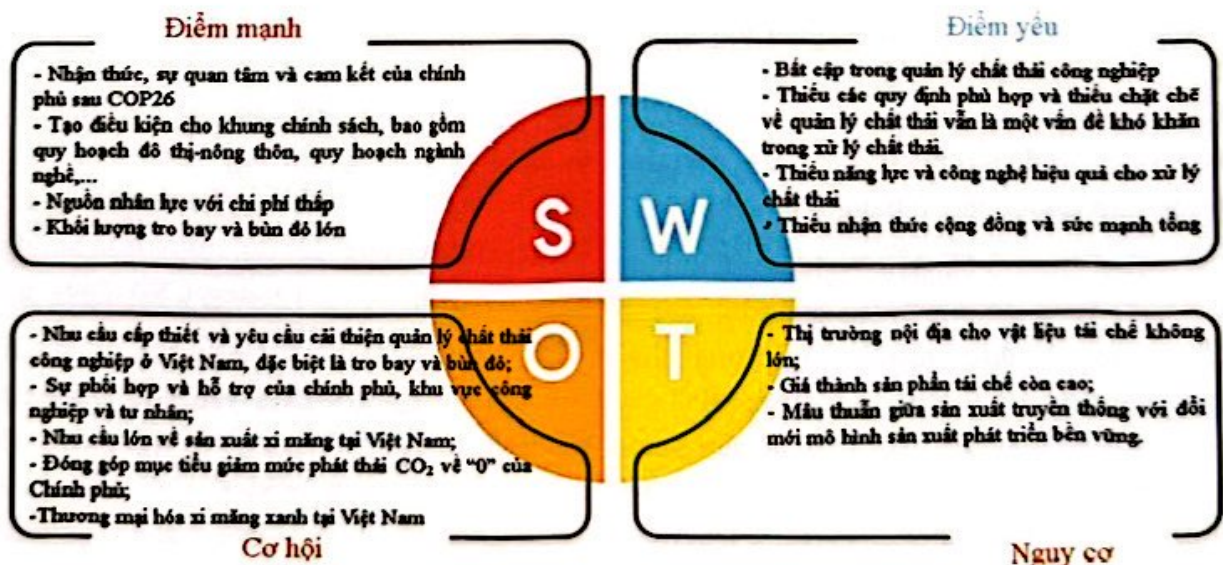 Điểm mạnh
- Nhận thức, sự quan tâm và cam kết của chính
phủ sau COP26
- Tạo điều kiện cho khung chính sách, bao gồm
quy hoạch đô thị-nông thôn, quy hoạch ngành
nghề,...
- Nguồn nhân lực với chi phí thấp
- Khối lượng tro bay và bùn đỏ lớn
Điểm yếu
- Bất cập trong quản lý chất thải công nghiệp
- Thiếu các quy định phù hợp và thiếu chặt chẽ
về quản lý chất thải vẫn là một vấn đề khó khăn
trong xử lý chất thải.
- Thiếu năng lực và công nghệ hiệu quả cho xử lý
chất thải
- Thiếu nhận thức cộng đồng và sức mạnh tổng
S W
O T
- Nhu cầu cấp thiết và yêu cầu cải thiện quản lý chất thải
công nghiệp ở Việt Nam, đặc biệt là tro bay và bùn đỏ;
- Sự phối hợp và hỗ trợ của chính phủ, khu vực công
nghiệp và tư nhân;
- Nhu cầu lớn về sản xuất xi măng tại Việt Nam;
- Đóng góp mục tiểu giảm mức phát thải CO₂ về “0” của
Chính phủ;
-Thương mại hóa xi măng xanh tại Việt Nam
Cơ hội
- Thị trường nội địa cho vật liệu tái chế không
lớn;
- Giá thành sản phẩn tái chế còn cao;
- Mâu thuẫn giữa sản xuất truyền thống với đổi
mới mô hình sản xuất phát triển bền vững.
Nguy cơ